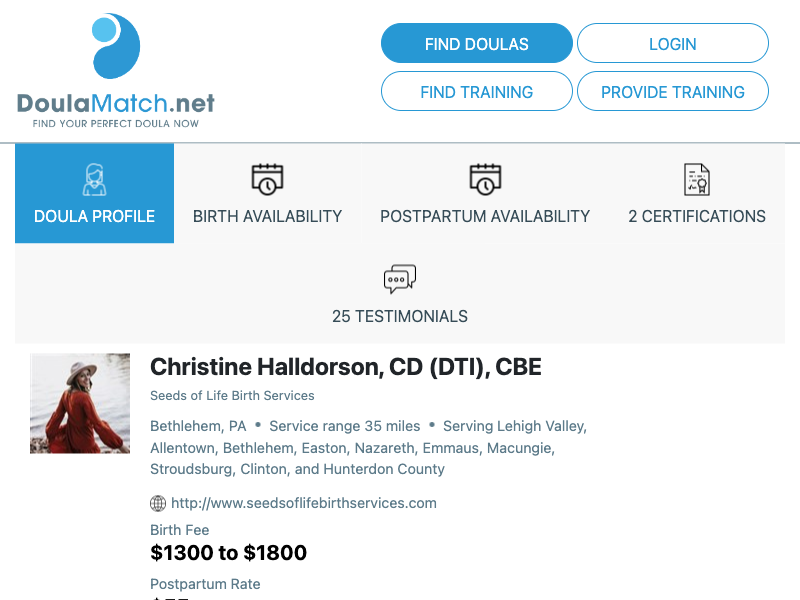 DoulaMatch.net
FIND YOUR PERFECT DOULA NOW
FIND DOULAS
LOGIN
FIND TRAINING
PROVIDE TRAINING
DOULA PROFILE
BIRTH AVAILABILITY
POSTPARTUM AVAILABILITY
2 CERTIFICATIONS
25 TESTIMONIALS
Christine Halldorson, CD (DTI), CBE
Seeds of Life Birth Services
Bethlehem, PA • Service range 35 miles • Serving Lehigh Valley,
Allentown, Bethlehem, Easton, Nazareth, Emmaus, Macungie,
Stroudsburg, Clinton, and Hunterdon County
http://www.seedsoflifebirthservices.com
Birth Fee
$1300 to $1800
Postpartum Rate